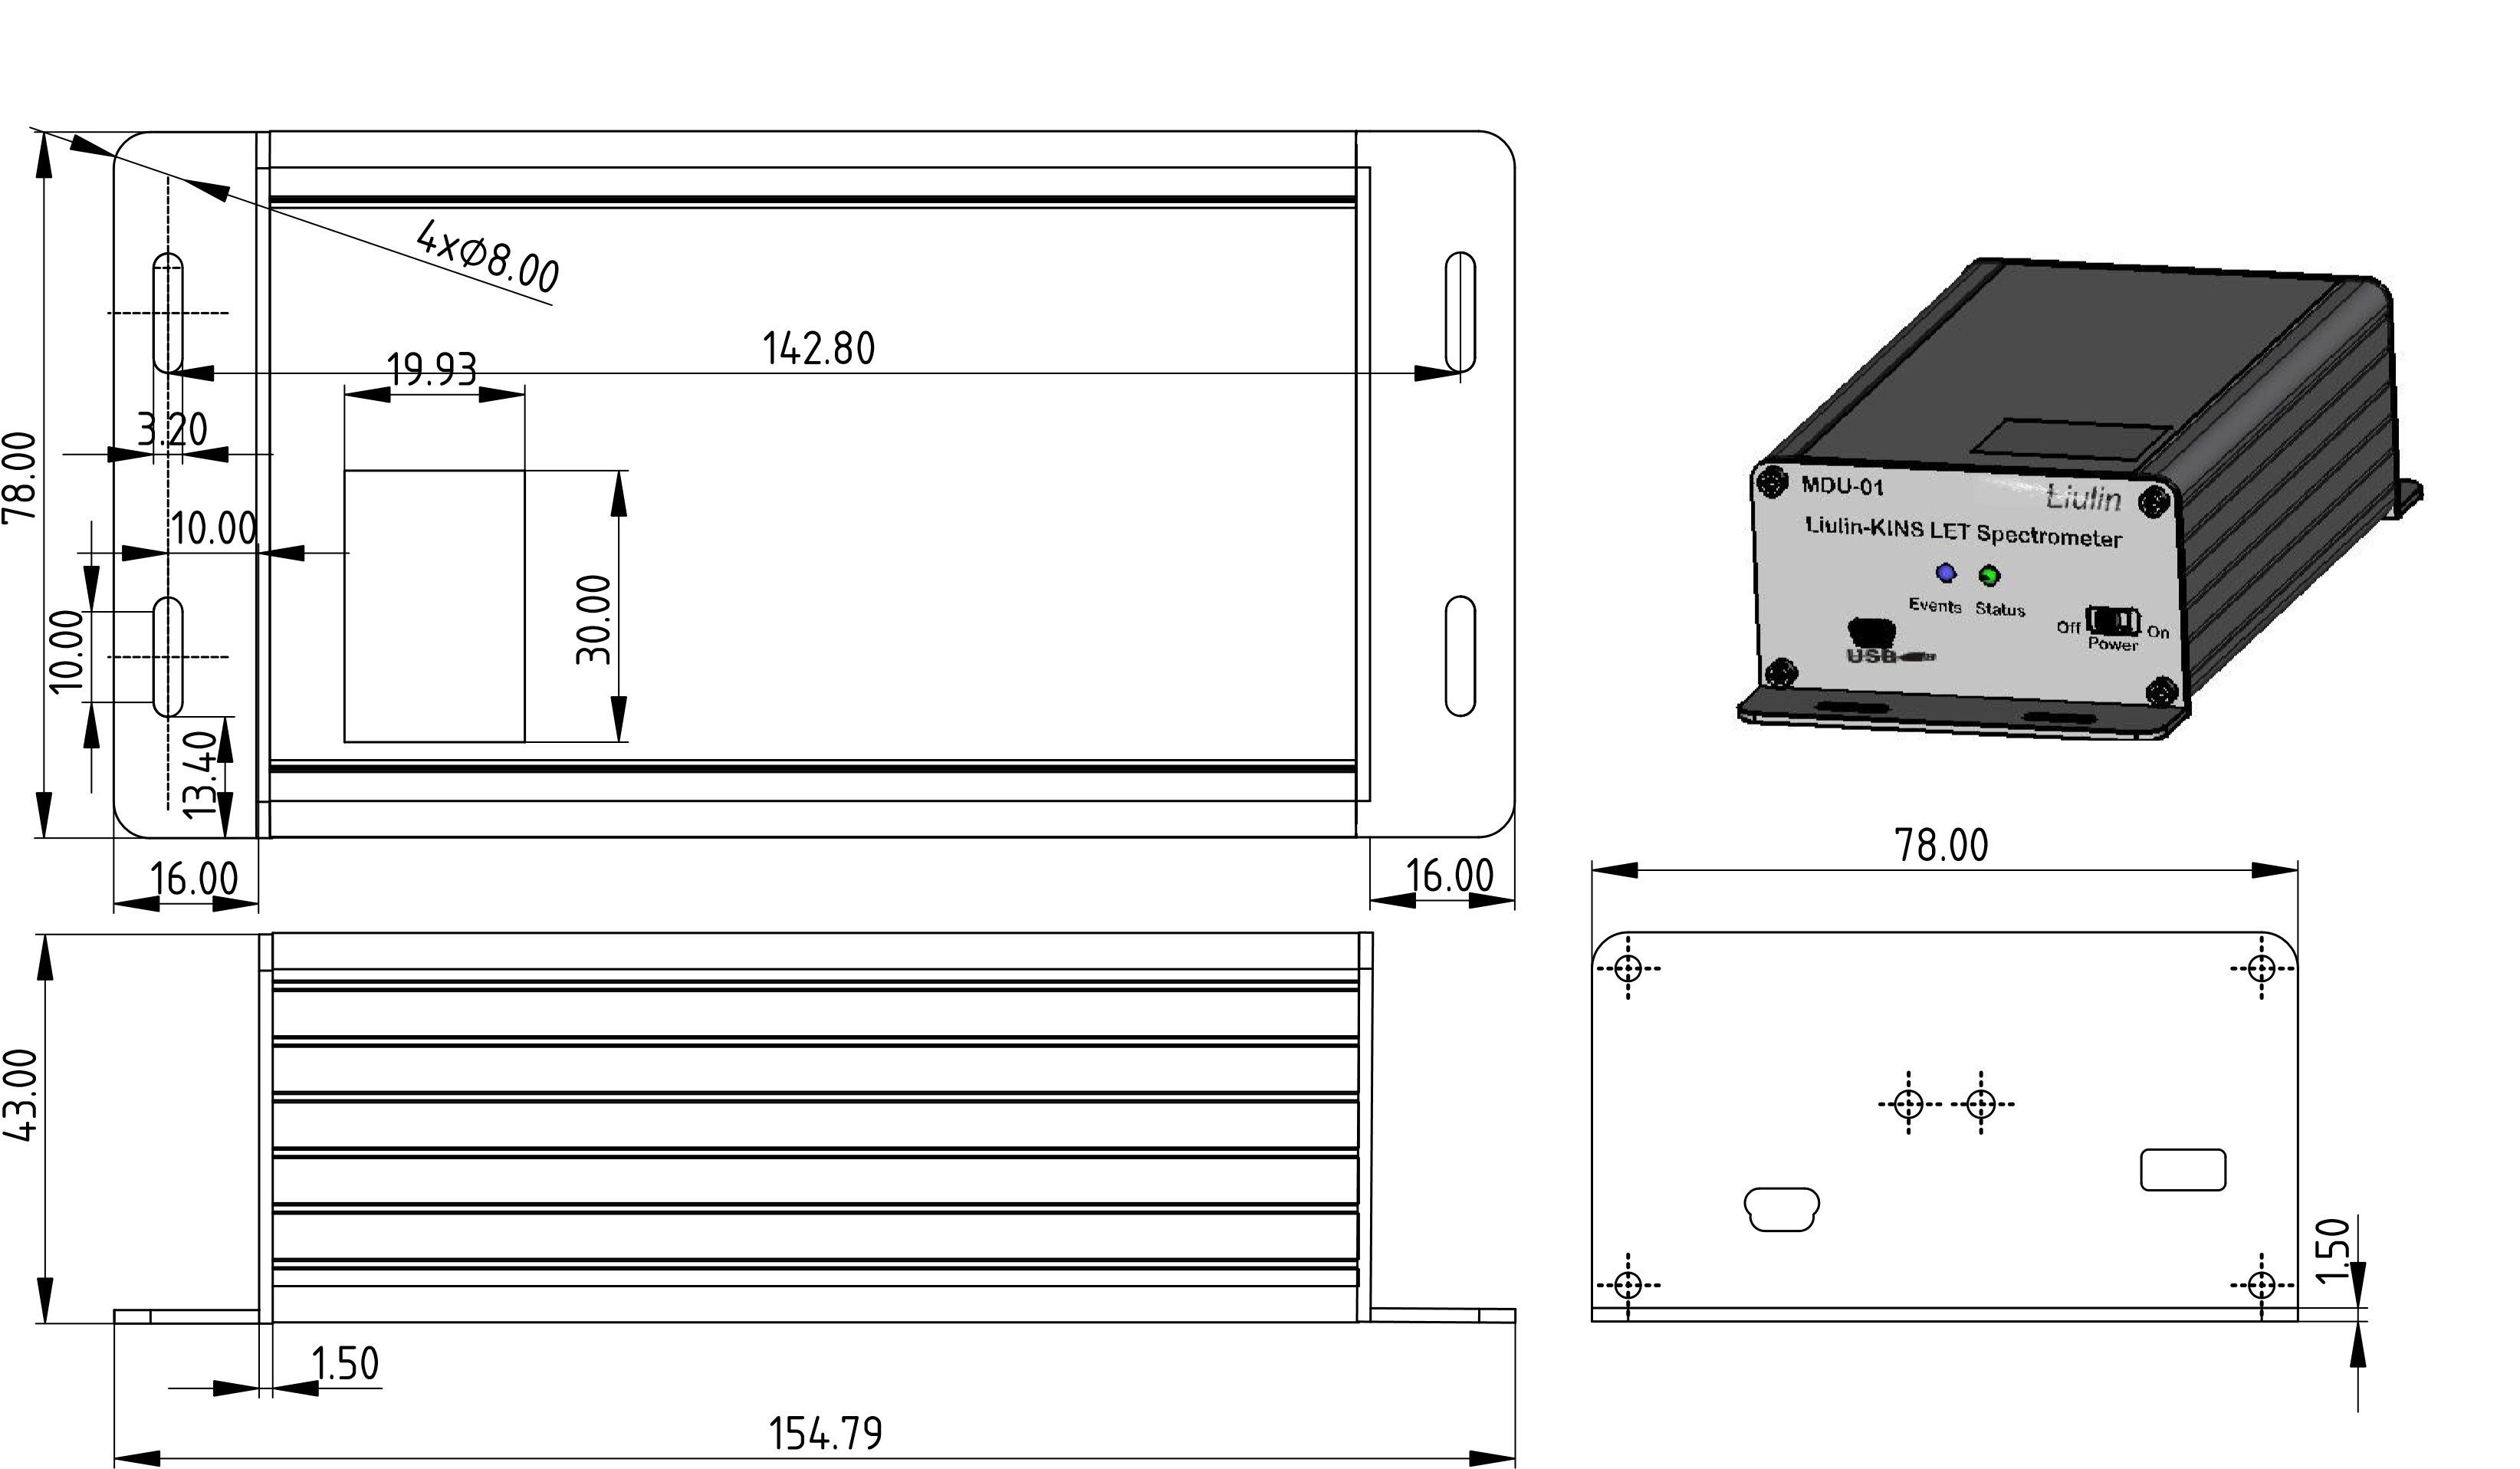 4x⌀8.00
142.80
19.93
3.20
78.00
10.00
10.00
30.00
13.40
16.00
16.00
MDU-01
Liulin
Liulin-KINS LET Spectrometer
Events Status
Off On
Power
USB
78.00
43.00
1.50
1.50
154.79